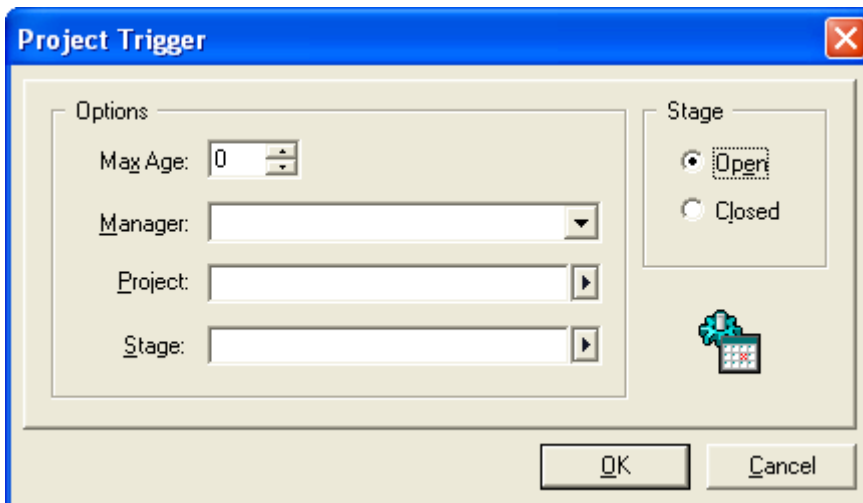 Project Trigger
Options
Max Age: 0
Manager:
Project:
Stage:
Stage
Open
Closed
OK Cancel